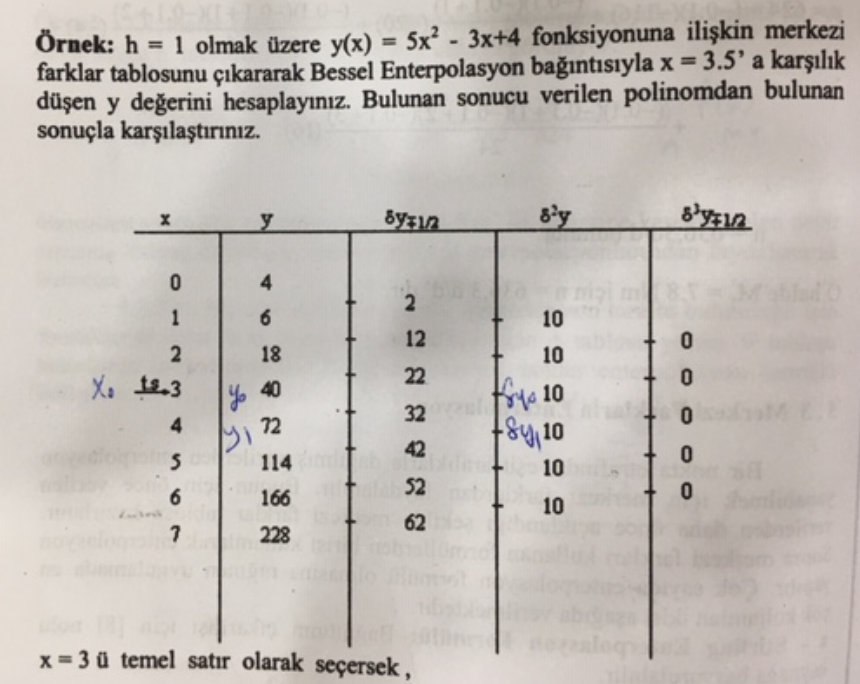 Örnek: h = 1 olmak üzere y(x) = 5x² - 3x+4 fonksiyonuna ilişkin merkezi
farklar tablosunu çıkararak Bessel Enterpolasyon bağıntısıyla x = 3.5' a karşılık
düşen y değerini hesaplayınız. Bulunan sonucu verilen polinomdan bulunan
sonuçla karşılaştırınız.
x y δy∓1/2 δ²y δ³y∓1/2
0 4
2
1 6 10
12 0
2 18 10
22 0
x₀ t.s. 3 y₀ 40 δy₀ 10
32 0
4 y₁ 72 δy₁ 10
42 0
5 114 10
52 0
6 166 10
62
7 228
x = 3 ü temel satır olarak seçersek,